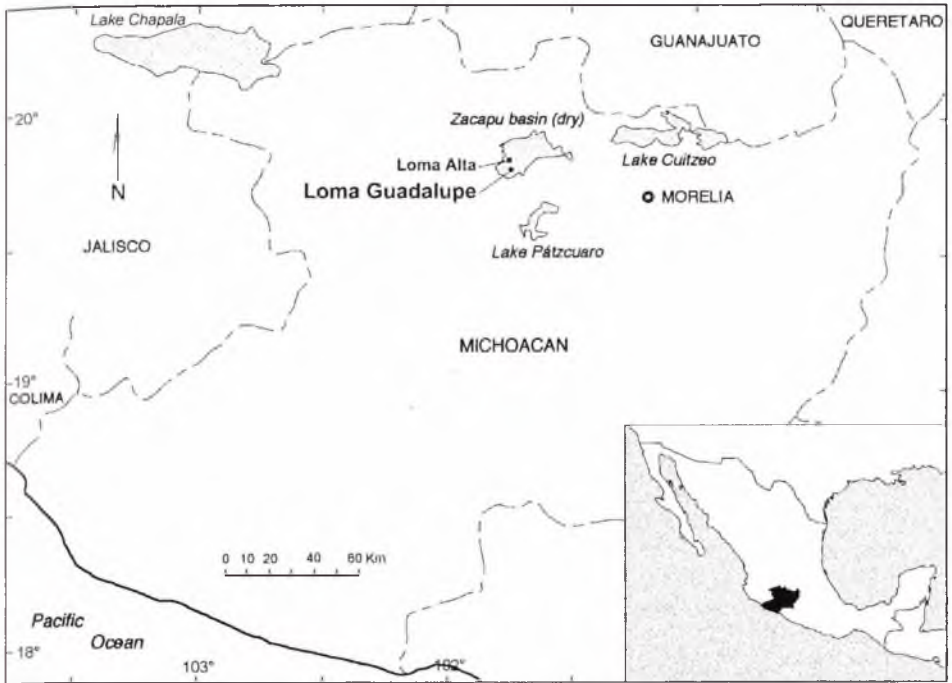 Lake Chapala
QUERETARO
GUANAJUATO
20°
Zacapu basin (dry)
Lake Cuitzeo
Loma Alta
Loma Guadalupe
N
MORELIA
JALISCO
Lake Pátzcuaro
MICHOACAN
19°
COLIMA
0 10 20 40 60 Km
Pacific
Ocean
18°
103°
102°